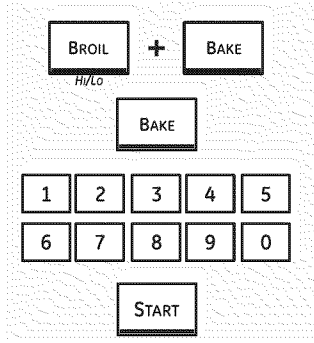 BROIL + BAKE
HI/LO
BAKE
1 2 3 4 5
6 7 8 9 0
START